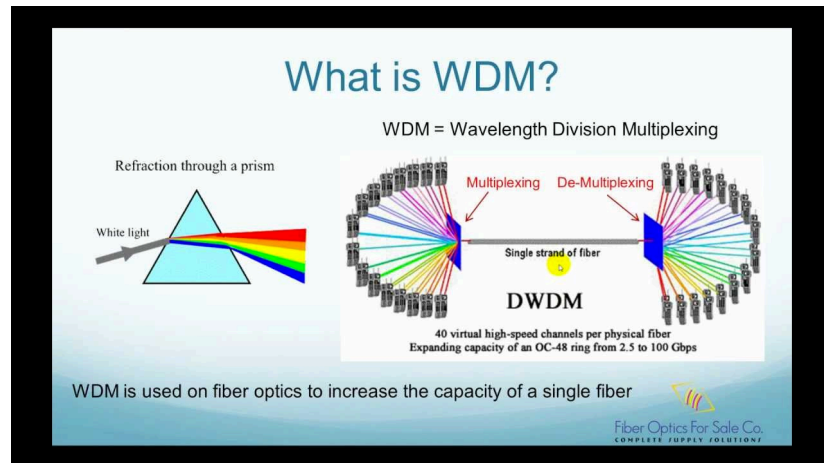 What is WDM?
WDM = Wavelength Division Multiplexing
Refraction through a prism
White light
Multiplexing
De-Multiplexing
Single strand of fiber
DWDM
40 virtual high-speed channels per physical fiber
Expanding capacity of an OC-48 ring from 2.5 to 100 Gbps
WDM is used on fiber optics to increase the capacity of a single fiber
Fiber Optics For Sale Co.
COMPLETE SUPPLY SOLUTIONS